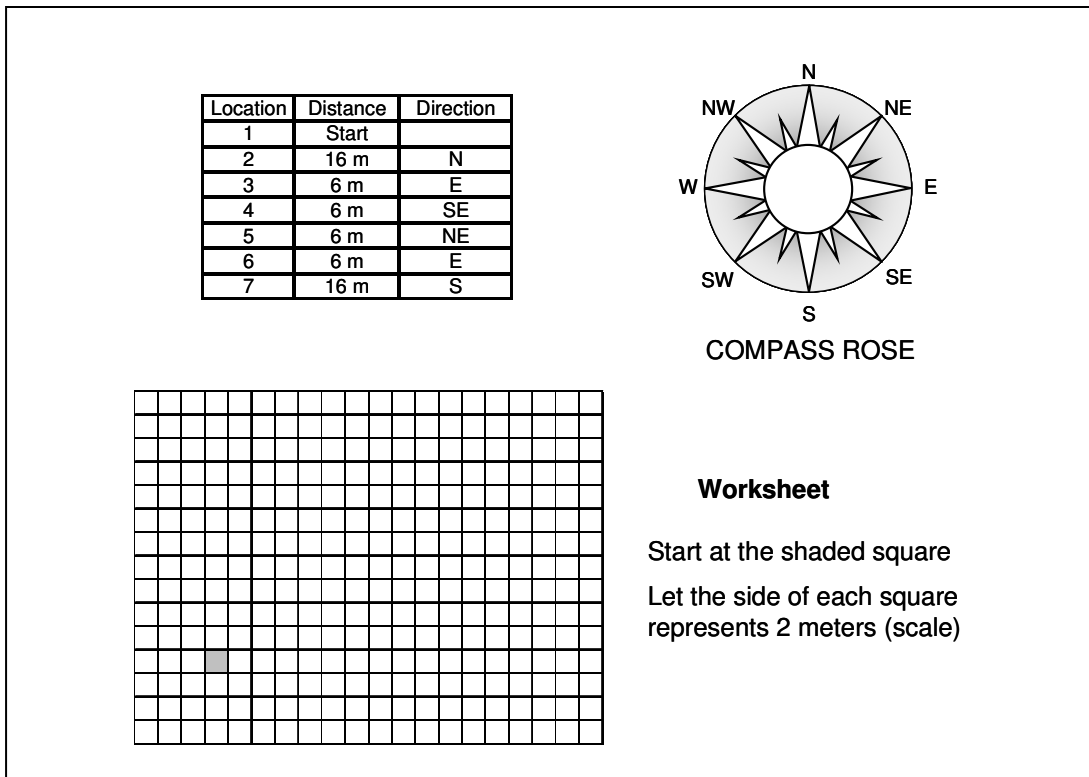 Location Distance Direction
1 Start
2 16 m N
3 6 m E
4 6 m SE
5 6 m NE
6 6 m E
7 16 m S
N
NW NE
W E
SW SE
S
COMPASS ROSE
Worksheet
Start at the shaded square
Let the side of each square
represents 2 meters (scale)